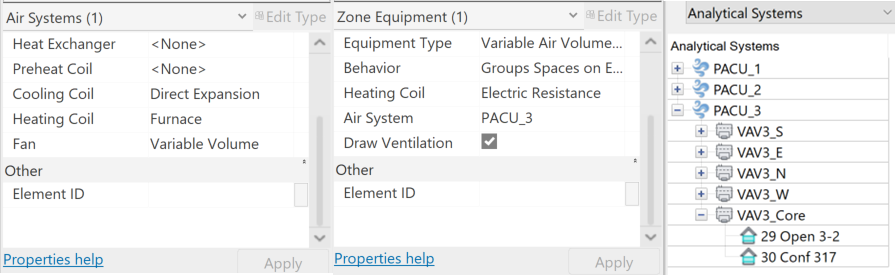 Air Systems (1) Edit Type
Heat Exchanger <None>
Preheat Coil <None>
Cooling Coil Direct Expansion
Heating Coil Furnace
Fan Variable Volume
Other
Element ID
Properties help Apply
Zone Equipment (1) Edit Type
Equipment Type Variable Air Volume...
Behavior Groups Spaces on E...
Heating Coil Electric Resistance
Air System PACU_3
Draw Ventilation
Other
Element ID
Properties help Apply
Analytical Systems
Analytical Systems
PACU_1
PACU_2
PACU_3
VAV3_S
VAV3_E
VAV3_N
VAV3_W
VAV3_Core
29 Open 3-2
30 Conf 317